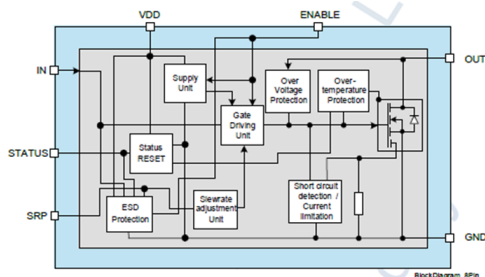 VDD
ENABLE
OUT
IN
Supply
Unit
Over
Voltage
Protection
Over-
temperature
Protection
Gate
Driving
Unit
STATUS
Status
RESET
SRP
ESD
Protection
Slewrate
adjustment
Unit
Short circuit
detection /
Current
limitation
GND
BlockDiagram_8Pin